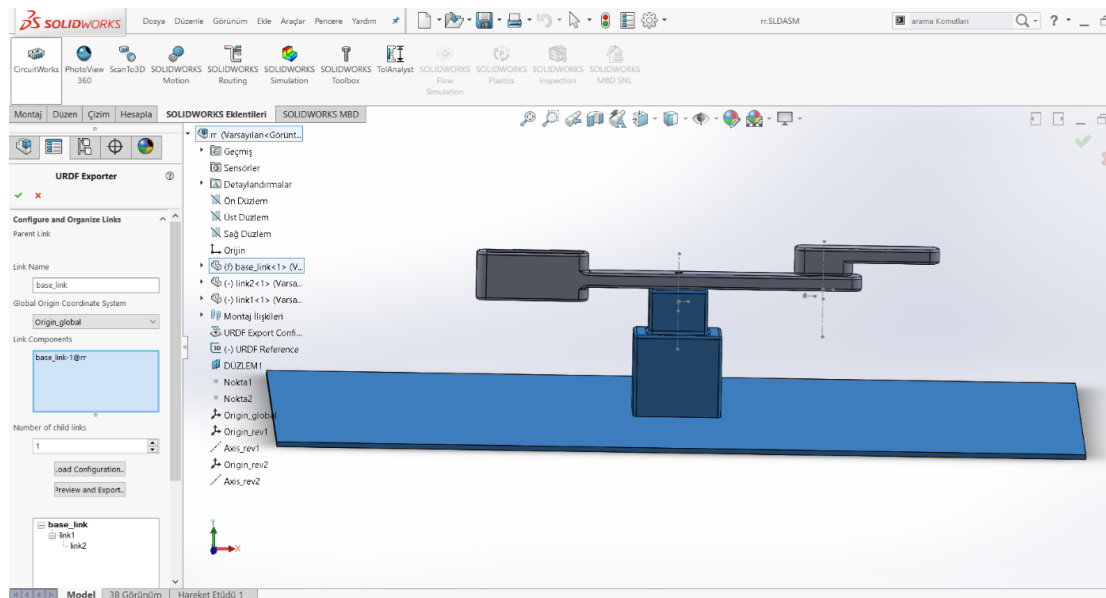 SOLIDWORKS
Dosya Düzenle Görünüm Ekle Araçlar Pencere Yardım
rr.SLDASM
arama Komutları
CircuitWorks
PhotoView 360
ScanTo3D
SOLIDWORKS Motion
SOLIDWORKS Routing
SOLIDWORKS Simulation
SOLIDWORKS Toolbox
TolAnalyst
SOLIDWORKS Flow Simulation
SOLIDWORKS Plastics
SOLIDWORKS Inspection
SOLIDWORKS MBD SNL
Montaj Düzen Çizim Hesapla SOLIDWORKS Eklentileri SOLIDWORKS MBD
URDF Exporter
Configure and Organize Links
Parent Link
Link Name
base_link
Global Origin Coordinate System
Origin_global
Link Components
base_link-1@rr
Number of child links
1
.oad Configuration..
Preview and Export..
base_link
link1
link2
rr (Varsayılan<Görünt...
Geçmiş
Sensörler
Detaylandırmalar
Ön Düzlem
Üst Düzlem
Sağ Düzlem
Orijin
(f) base_link<1> (V...
(-) link2<1> (Varsa...
(-) link1<1> (Varsa...
Montaj İlişkileri
URDF Export Confi...
3D (-) URDF Reference
DÜZLEM1
Nokta1
Nokta2
Origin_global
Origin_rev1
Axis_rev1
Origin_rev2
Axis_rev2
Y
X
Model 3B Görünüm Hareket Etüdü 1